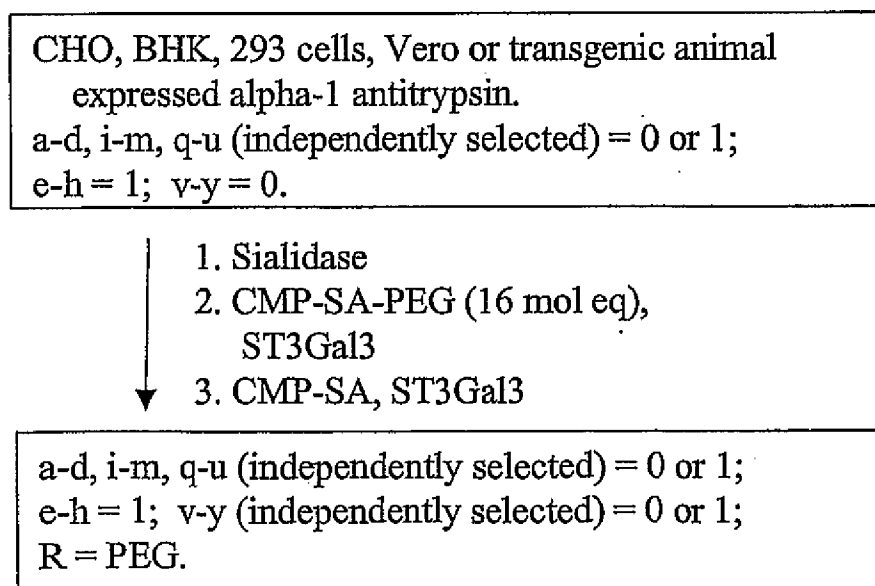 CHO, BHK, 293 cells, Vero or transgenic animal
expressed alpha-1 antitrypsin.
a-d, i-m, q-u (independently selected) = 0 or 1;
e-h = 1; v-y = 0.
1. Sialidase
2. CMP-SA-PEG (16 mol eq),
ST3Gal3
3. CMP-SA, ST3Gal3
a-d, i-m, q-u (independently selected) = 0 or 1;
e-h = 1; v-y (independently selected) = 0 or 1;
R = PEG.